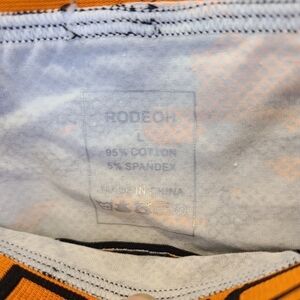 RODEOH
L
95% COTTON
5% SPANDEX
MADE IN CHINA